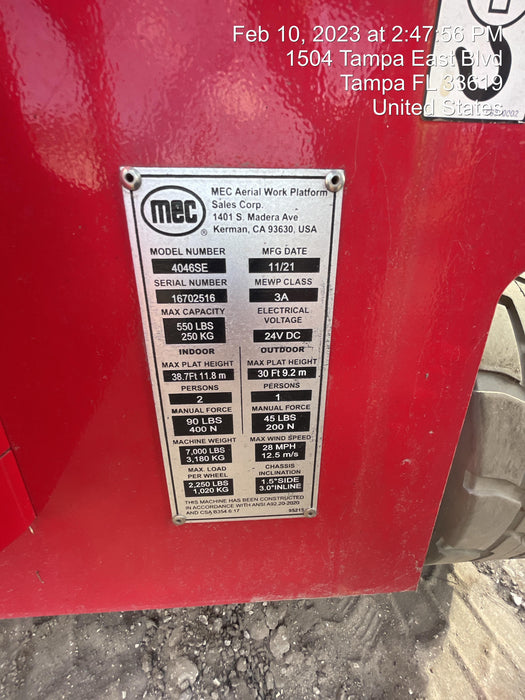 Feb 10, 2023 at 2:47:56 PM
1504 Tampa East Blvd
Tampa FL 33619
United States
MEC Aerial Work Platform
Sales Corp.
1401 S. Madera Ave
Kerman, CA 93630, USA
mec
®
MODEL NUMBER MFG DATE
4046SE 11/21
SERIAL NUMBER MEWP CLASS
16702516 3A
MAX CAPACITY ELECTRICAL VOLTAGE
550 LBS 24V DC
250 KG
INDOOR OUTDOOR
MAX PLAT HEIGHT MAX PLAT HEIGHT
38.7Ft 11.8 m 30 Ft 9.2 m
PERSONS PERSONS
2 1
MANUAL FORCE MANUAL FORCE
90 LBS 45 LBS
400 N 200 N
MACHINE WEIGHT MAX WIND SPEED
7,000 LBS 28 MPH
3,180 KG 12.5 m/s
MAX. LOAD CHASSIS
PER WHEEL INCLINATION
2,250 LBS 1.5°SIDE
1,020 KG 3.0°INLINE
THIS MACHINE HAS BEEN CONSTRUCTED
IN ACCORDANCE WITH ANSI A92.20-2020
AND CSA B354.6:17